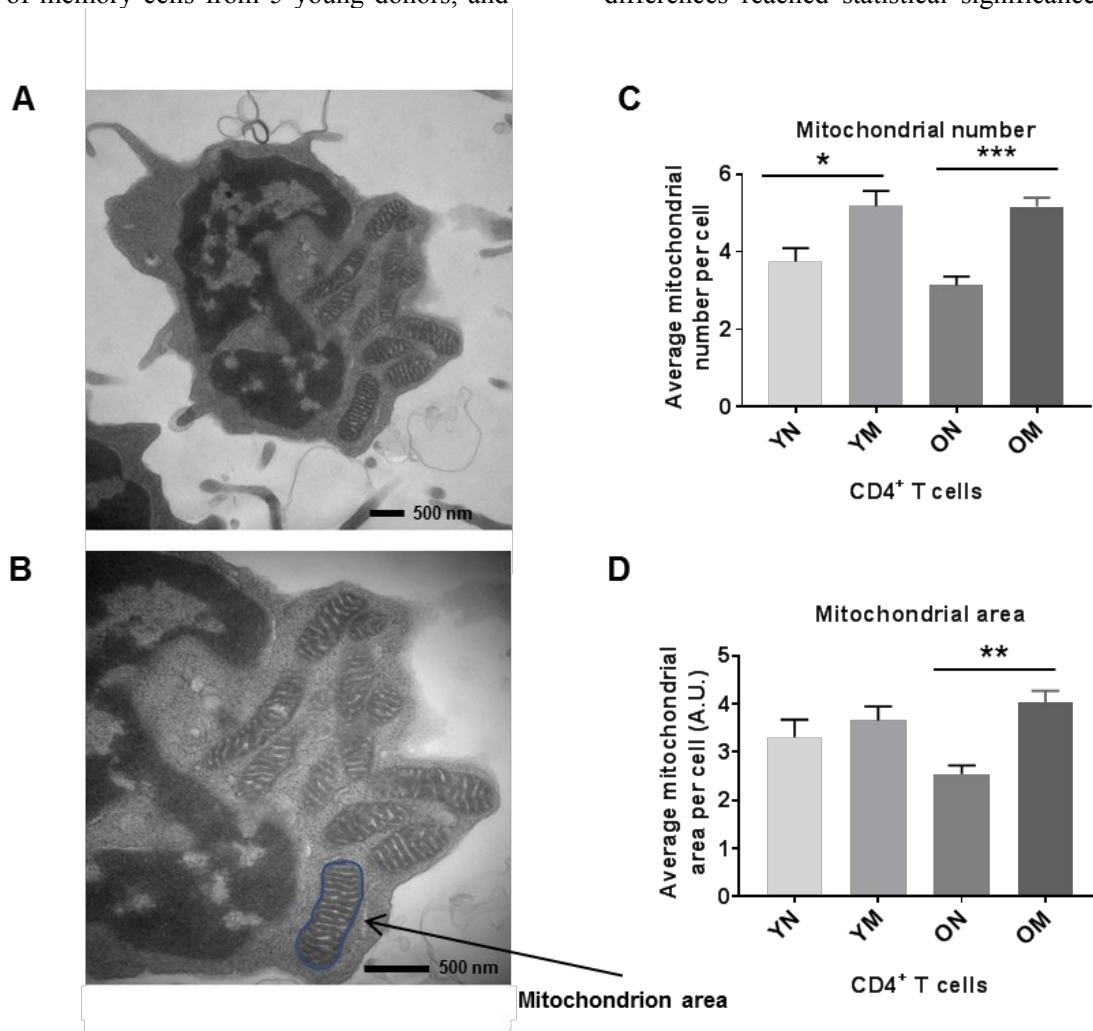 of memory cells from 5 young donors, and
differences reached statistical significance
A
500 nm
B
500 nm
Mitochondrion area
C
Mitochondrial number
*
***
Average mitochondrial
number per cell
6
4
2
0
YN
YM
ON
OM
CD4⁺ T cells
D
Mitochondrial area
**
Average mitochondrial
area per cell (A.U.)
5
4
3
2
1
0
YN
YM
ON
OM
CD4⁺ T cells